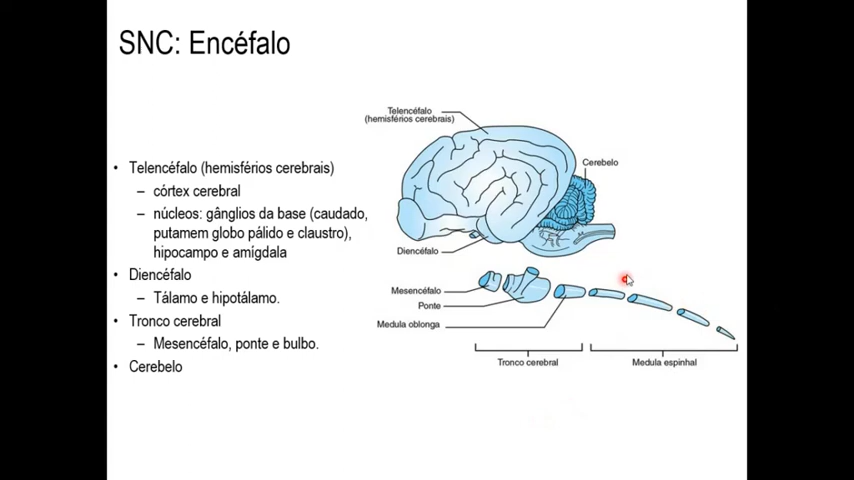 SNC: Encéfalo
• Telencéfalo (hemisférios cerebrais)
– córtex cerebral
– núcleos: gânglios da base (caudado,
putamem globo pálido e claustro),
hipocampo e amígdala
• Diencéfalo
– Tálamo e hipotálamo.
• Tronco cerebral
– Mesencéfalo, ponte e bulbo.
• Cerebelo
Telencéfalo
(hemisférios cerebrais)
Cerebelo
Diencéfalo
Mesencéfalo
Ponte
Medula oblonga
Tronco cerebral
Medula espinhal